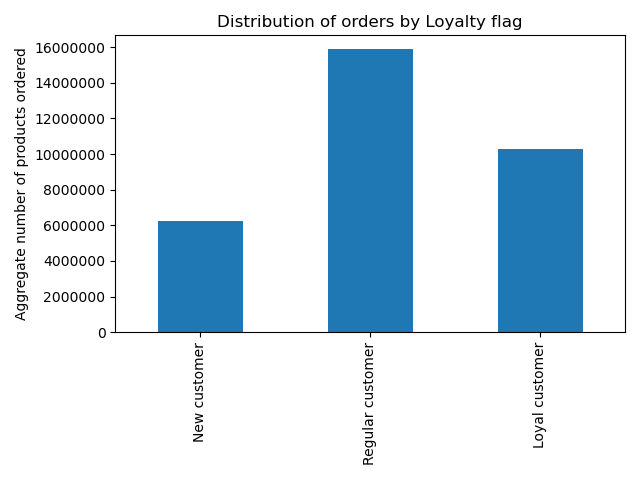 Distribution of orders by Loyalty flag
Aggregate number of products ordered
16000000
14000000
12000000
10000000
8000000
6000000
4000000
2000000
0
New customer
Regular customer
Loyal customer